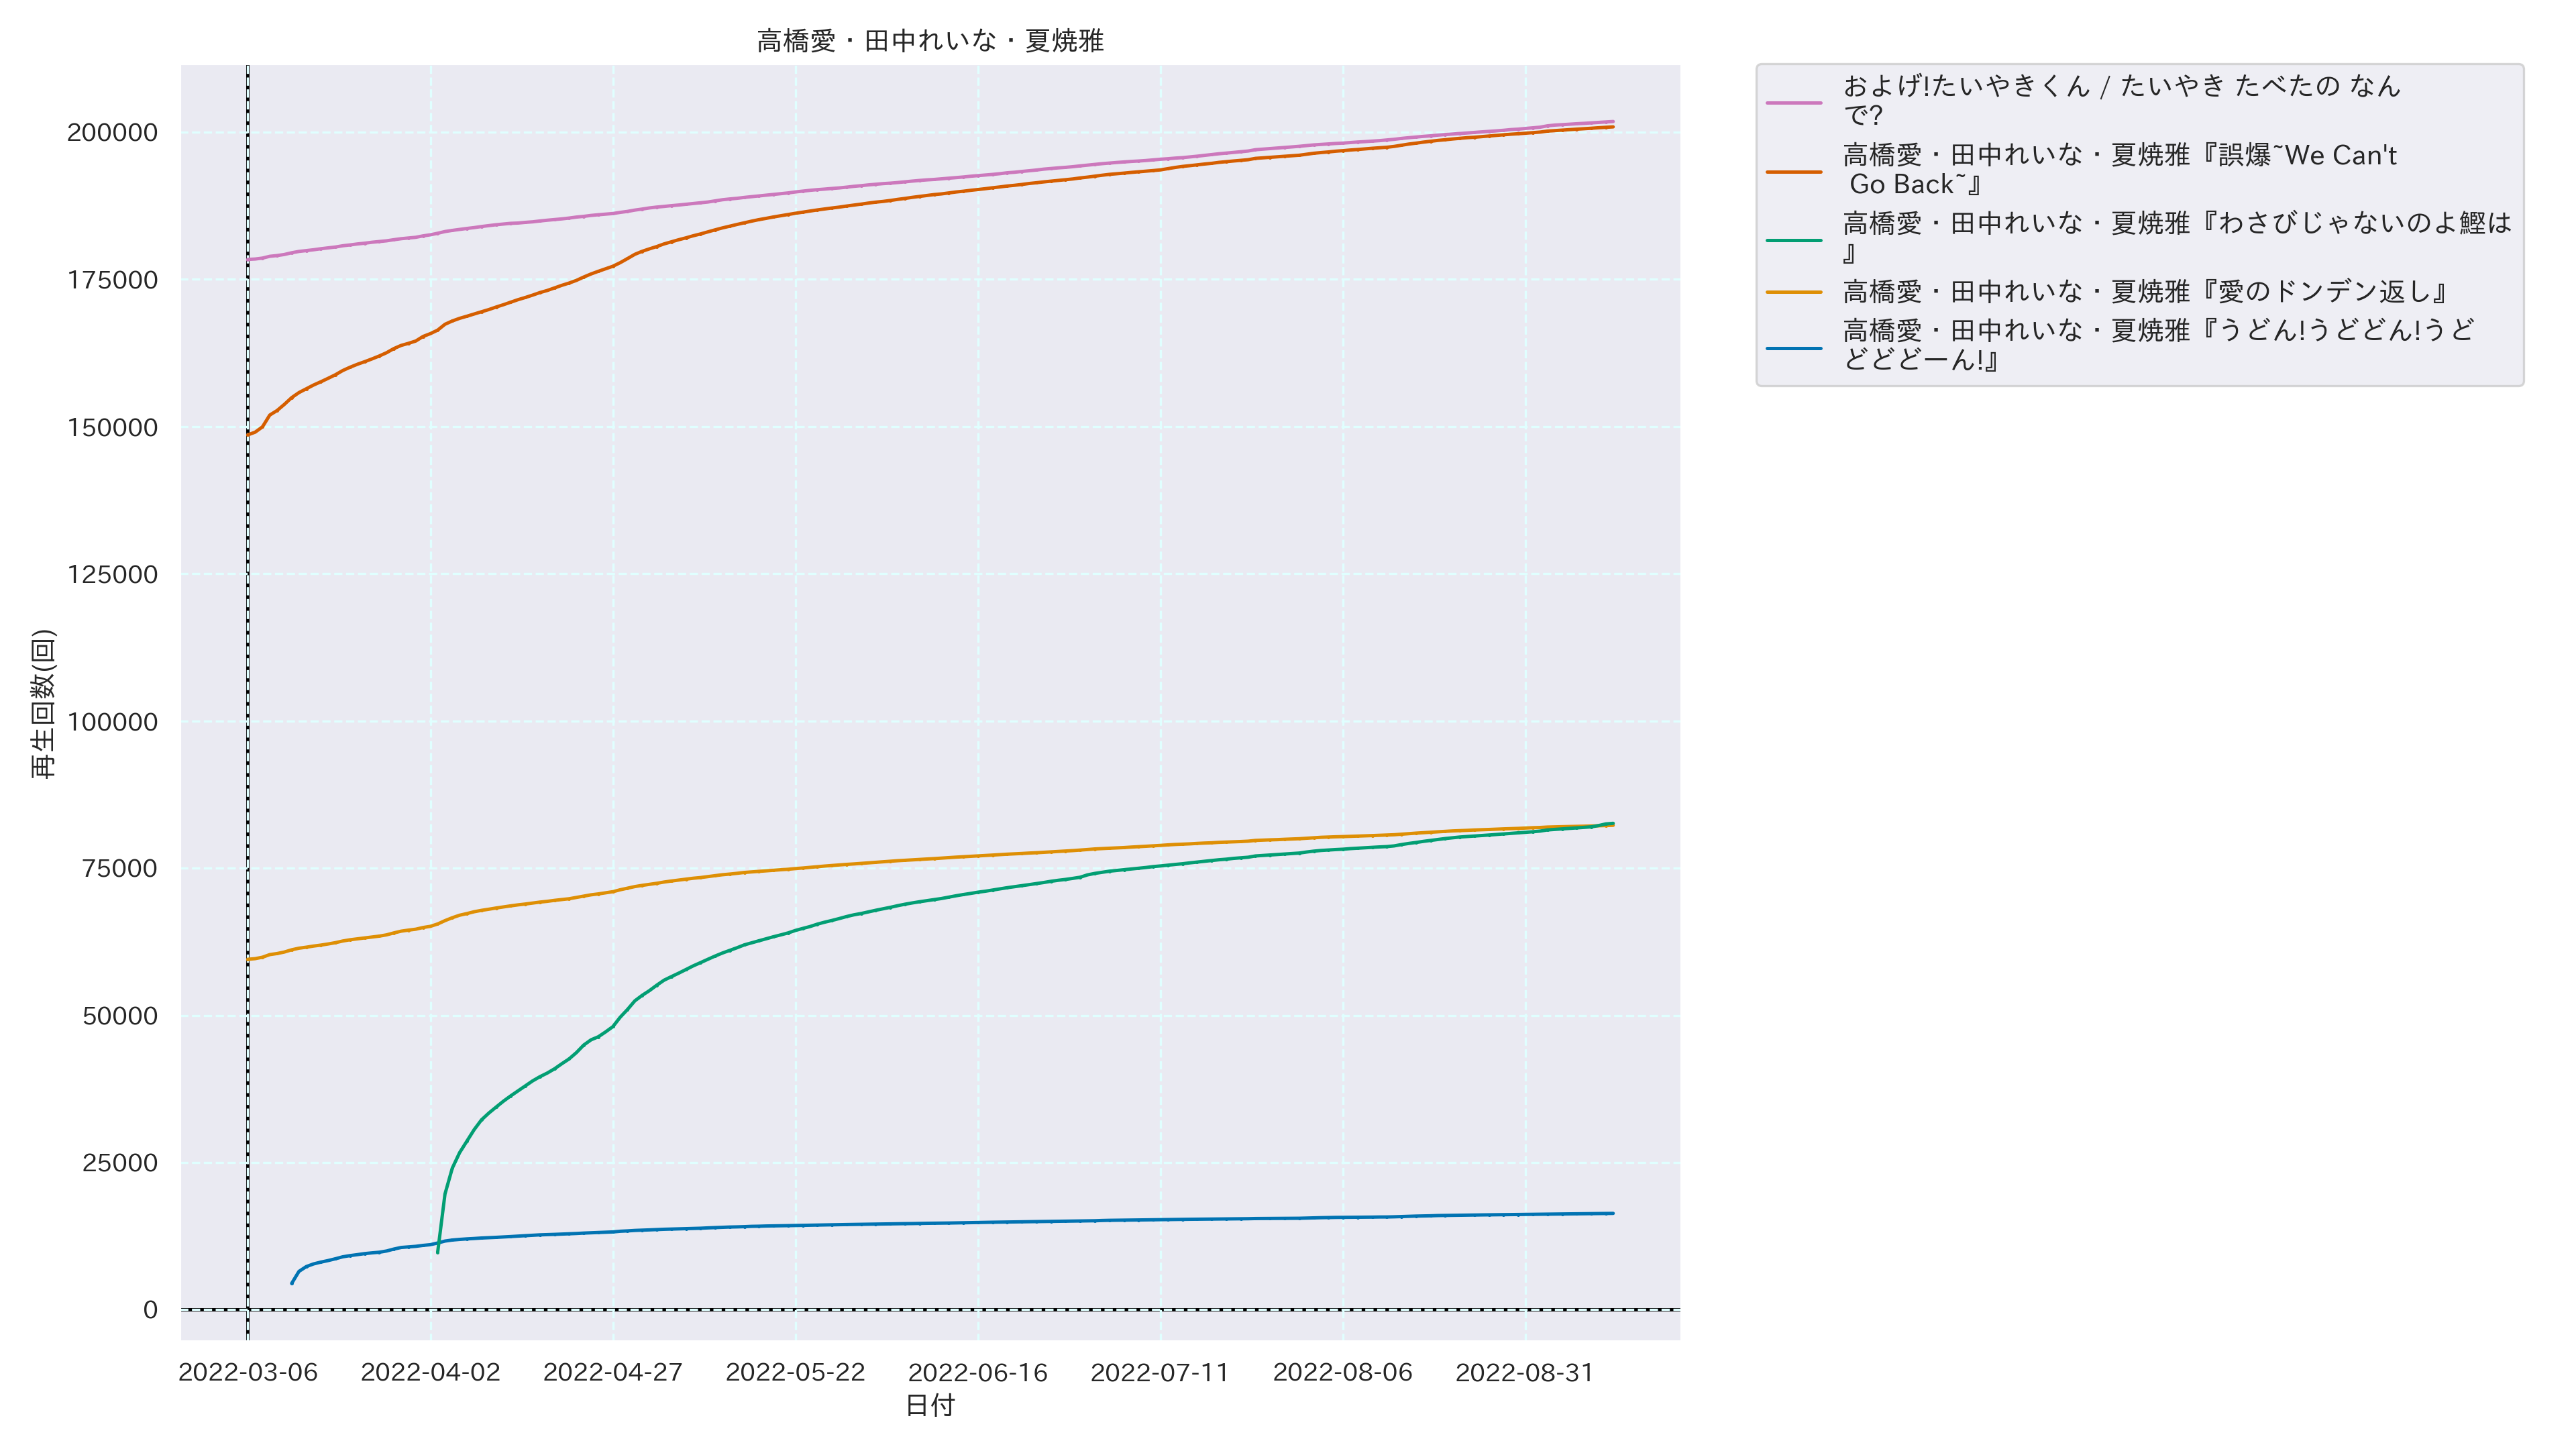 高橋愛・田中れいな・夏焼雅
再生回数(回)
200000
175000
150000
125000
100000
75000
50000
25000
0
2022-03-06
2022-04-02
2022-04-27
2022-05-22
2022-06-16
2022-07-11
2022-08-06
2022-08-31
日付
およげ!たいやきくん / たいやき たべたの なん
で?
高橋愛・田中れいな・夏焼雅『誤爆~We Can't
Go Back~』
高橋愛・田中れいな・夏焼雅『わさびじゃないのよ鰹は
』
高橋愛・田中れいな・夏焼雅『愛のドンデン返し』
高橋愛・田中れいな・夏焼雅『うどん!うどどん!うど
どどどーん!』